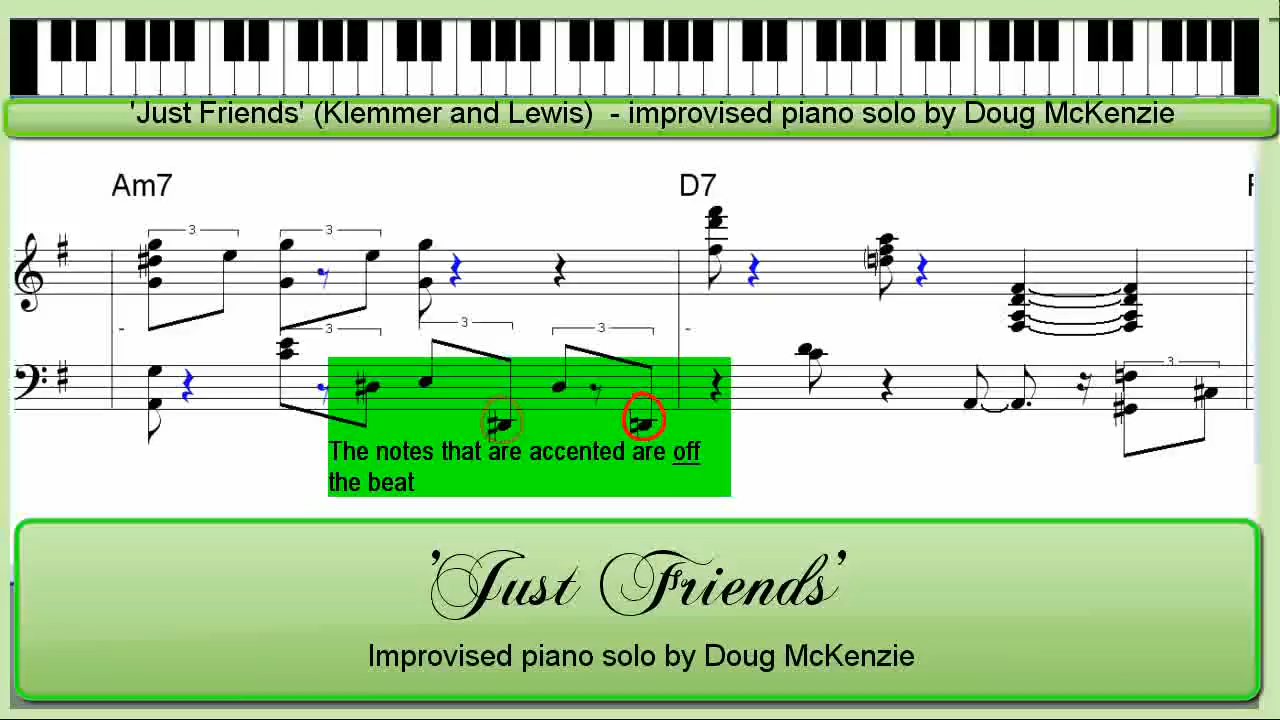 'Just Friends' (Klemmer and Lewis)  - improvised piano solo by Doug McKenzie
Am7 D7
3 3
3 3 3 3
The notes that are accented are off
the beat
'Just Friends'
Improvised piano solo by Doug McKenzie